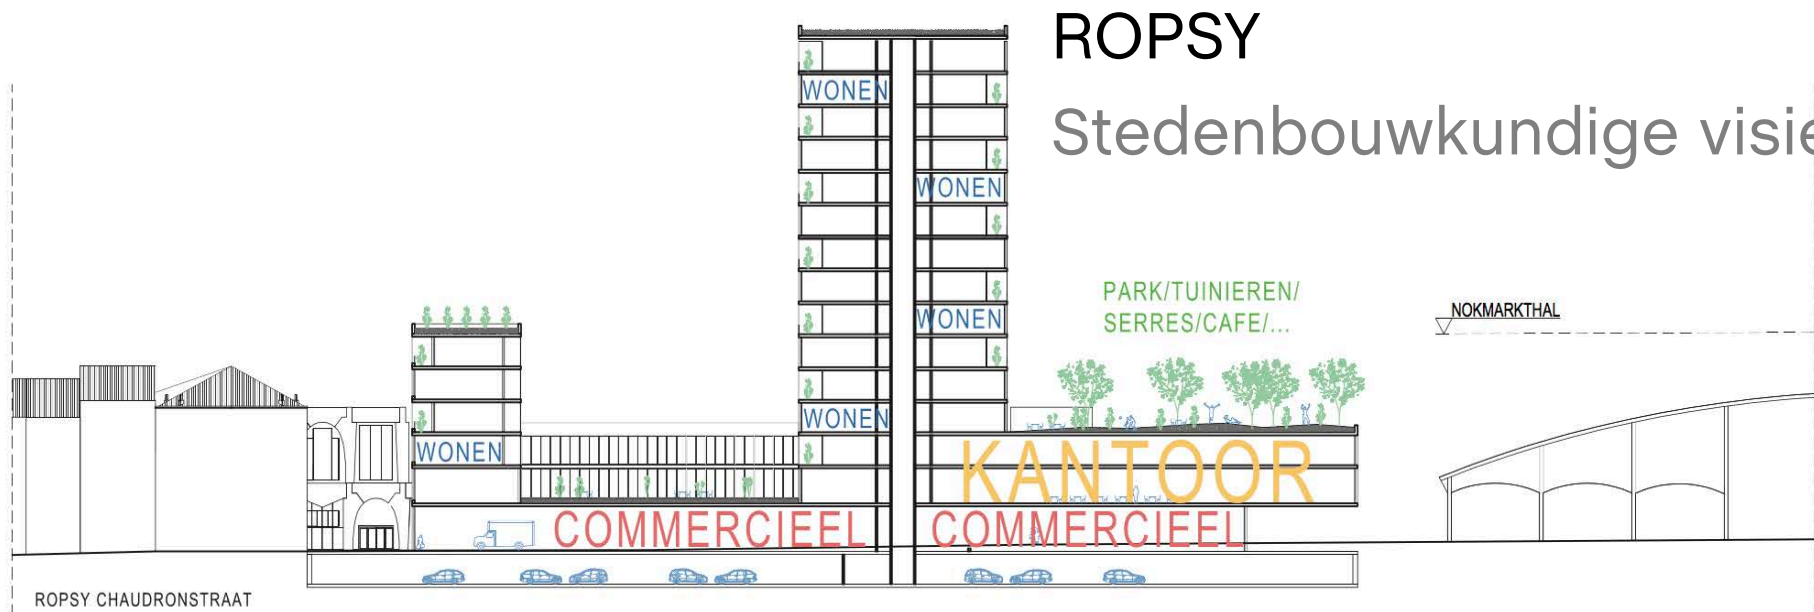 ROPSY
Stedenbouwkundige visie
WONEN
WONEN
PARK/TUINIEREN/
SERRES/CAFE/...
NOKMARKTHAL
WONEN
WONEN
WONEN
KANTOOR
COMMERCIEEL
COMMERCIEEL
ROPSY CHAUDRONSTRAAT